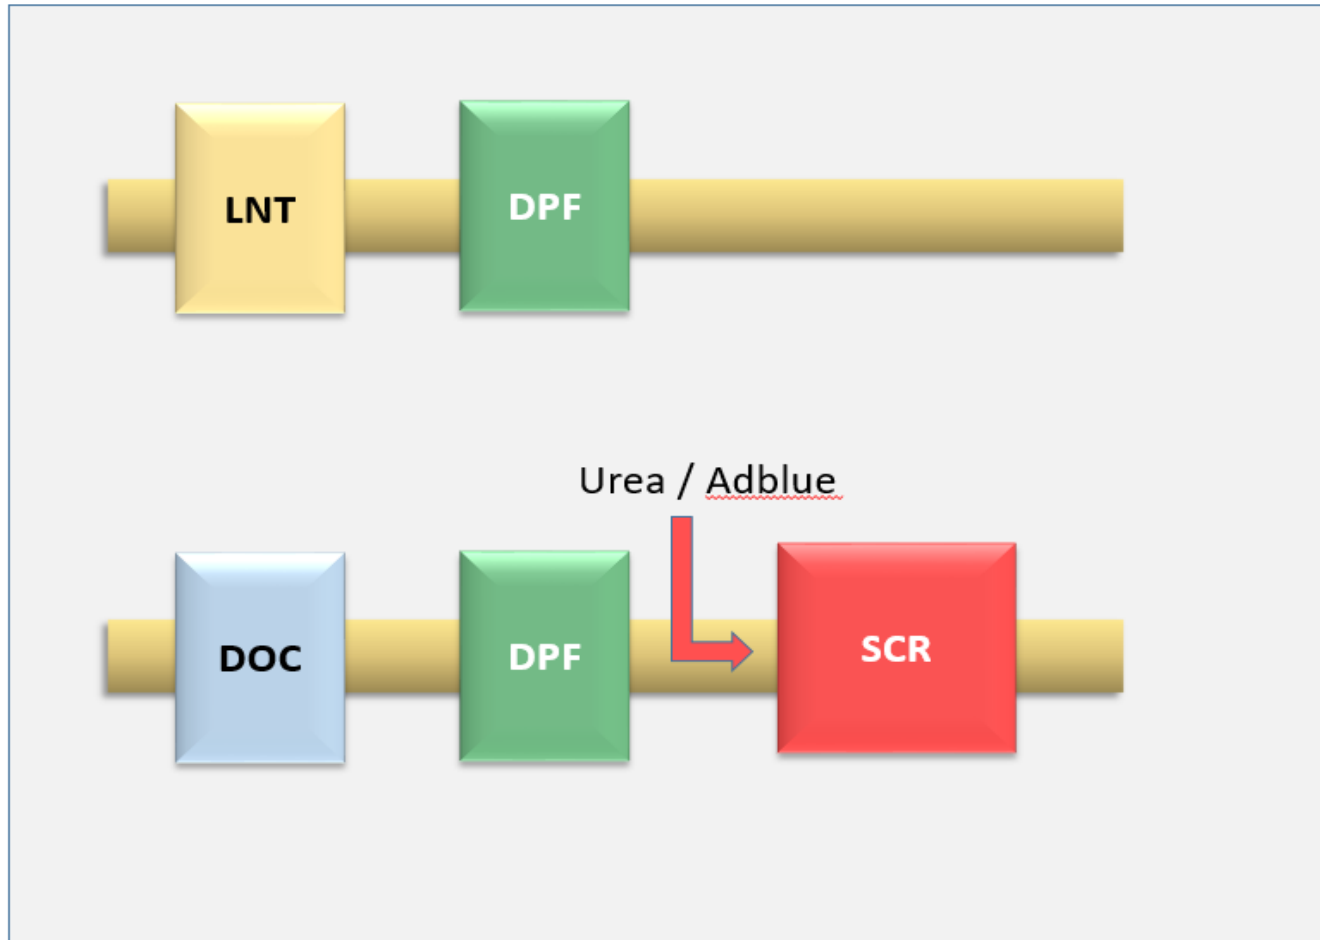 LNT
DPF
Urea / Adblue
DOC
DPF
SCR